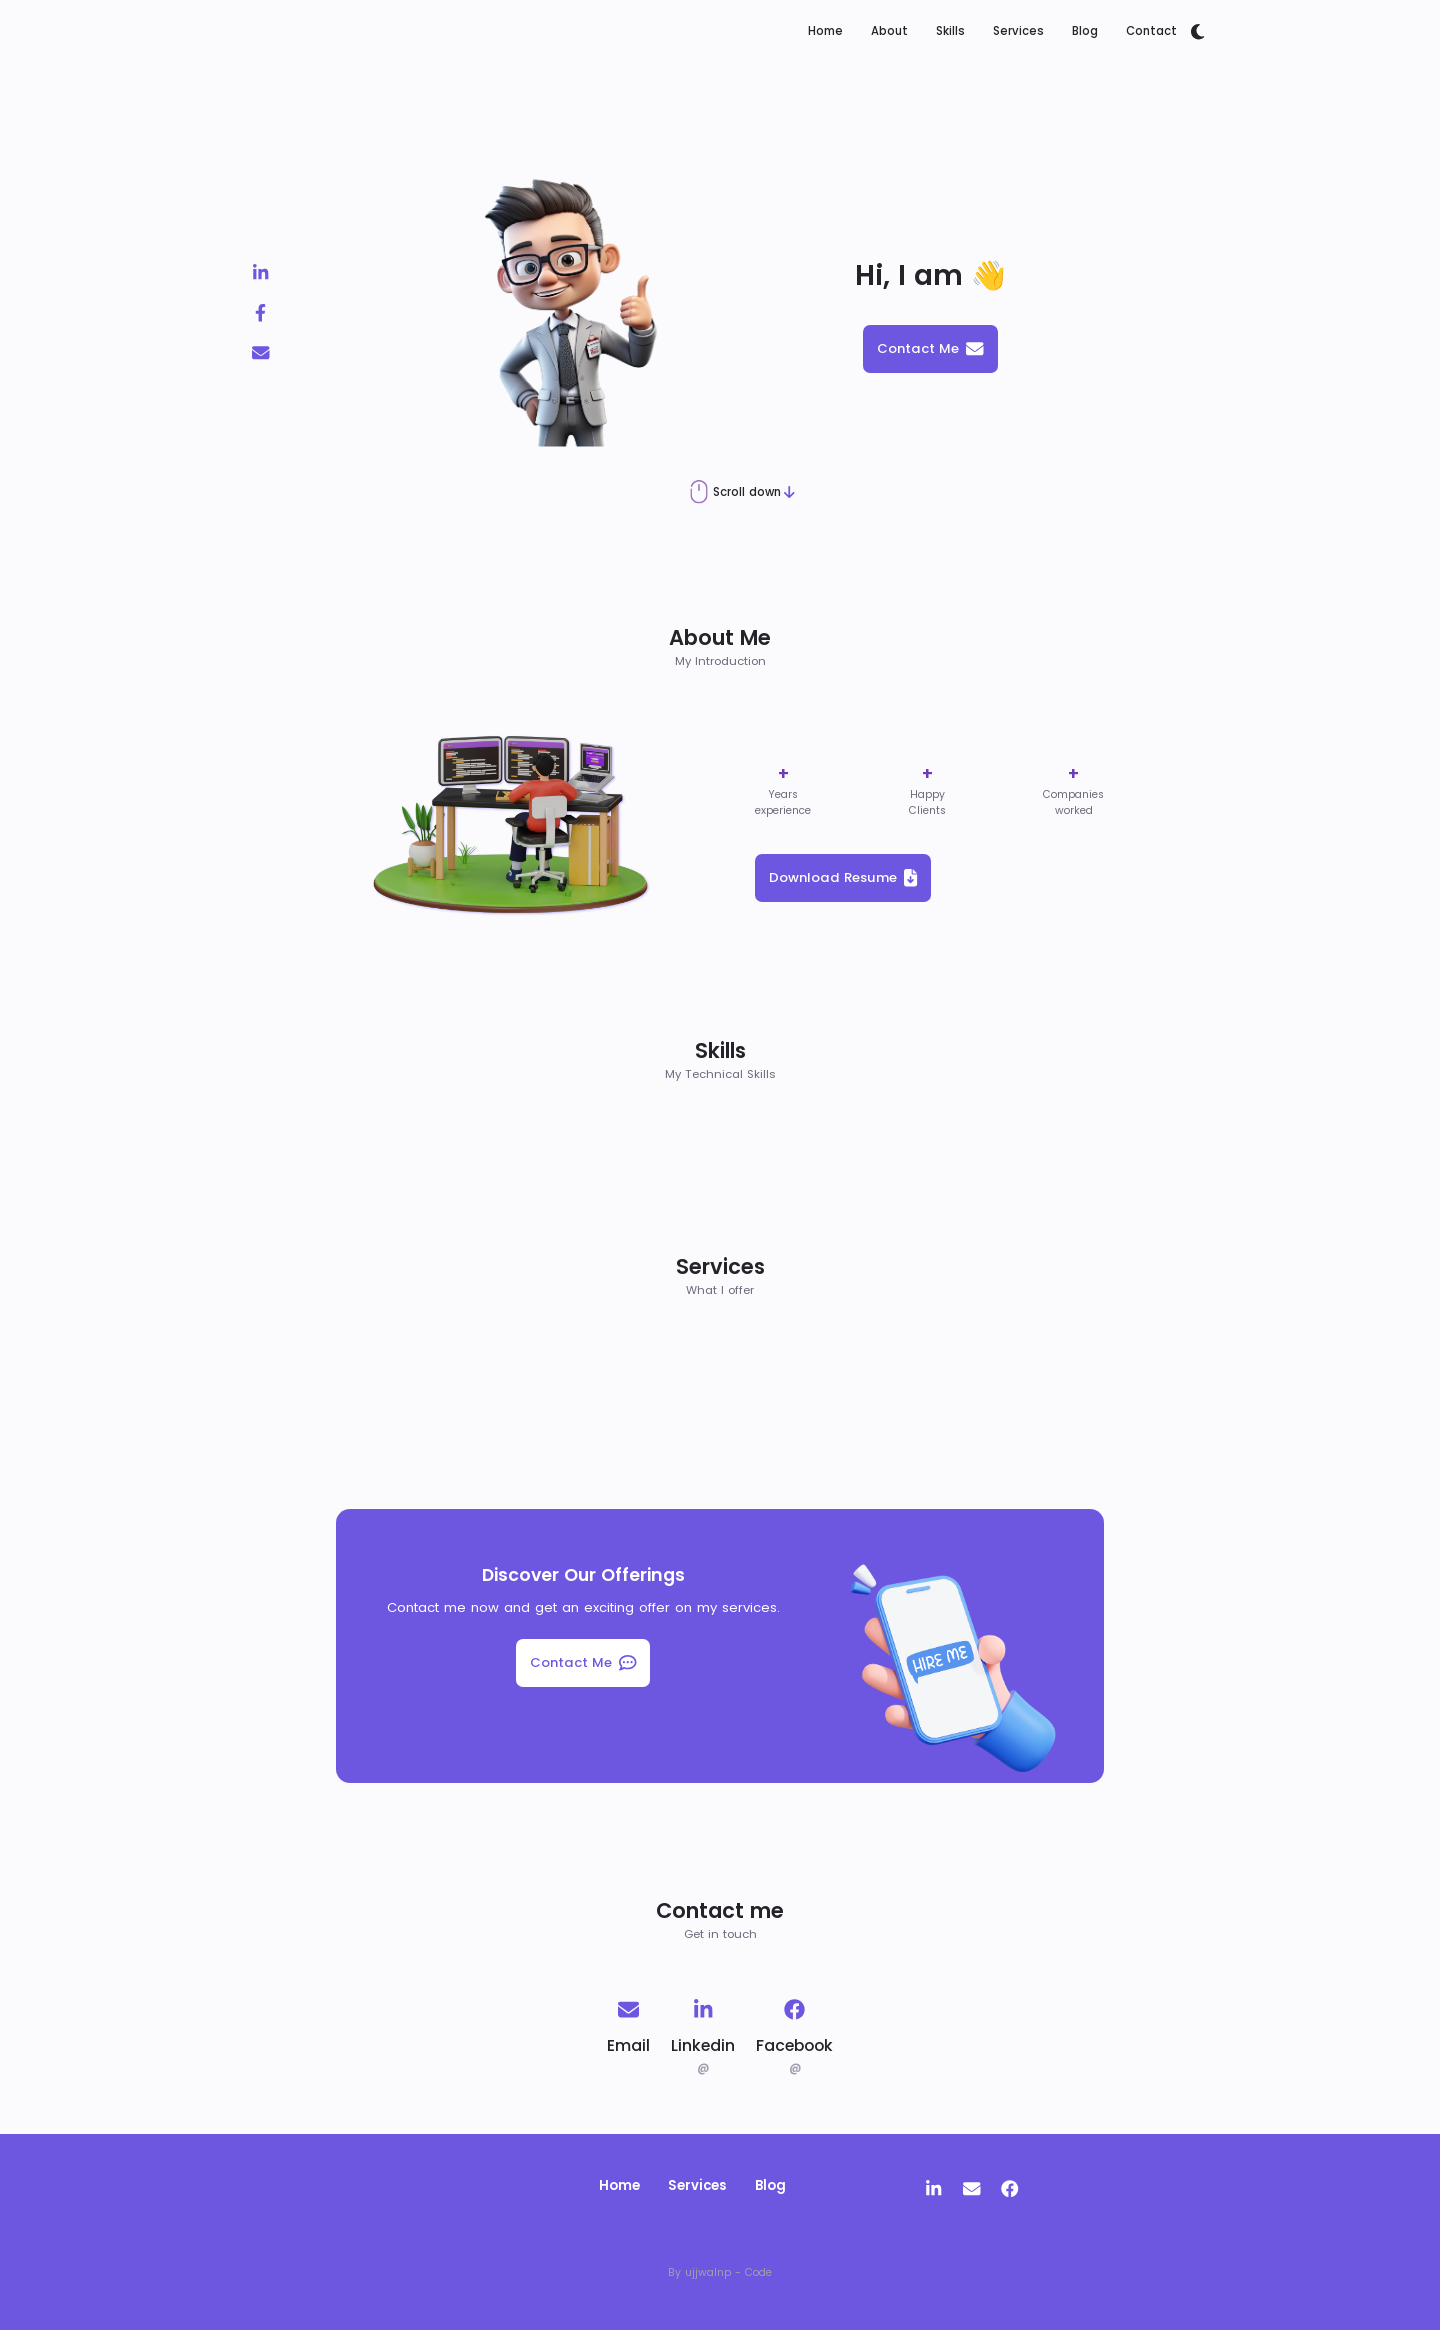 Home About Skills Services Blog Contact
Hi, I am 👋
Contact Me
Scroll down
About Me
My Introduction
+ + +
Years Happy Companies
experience Clients worked
Download Resume
Skills
My Technical Skills
Services
What I offer
Discover Our Offerings
Contact me now and get an exciting offer on my services.
Contact Me
HIRE ME
Contact me
Get in touch
Email Linkedin Facebook
@ @
Home Services Blog
By ujjwalnp - Code